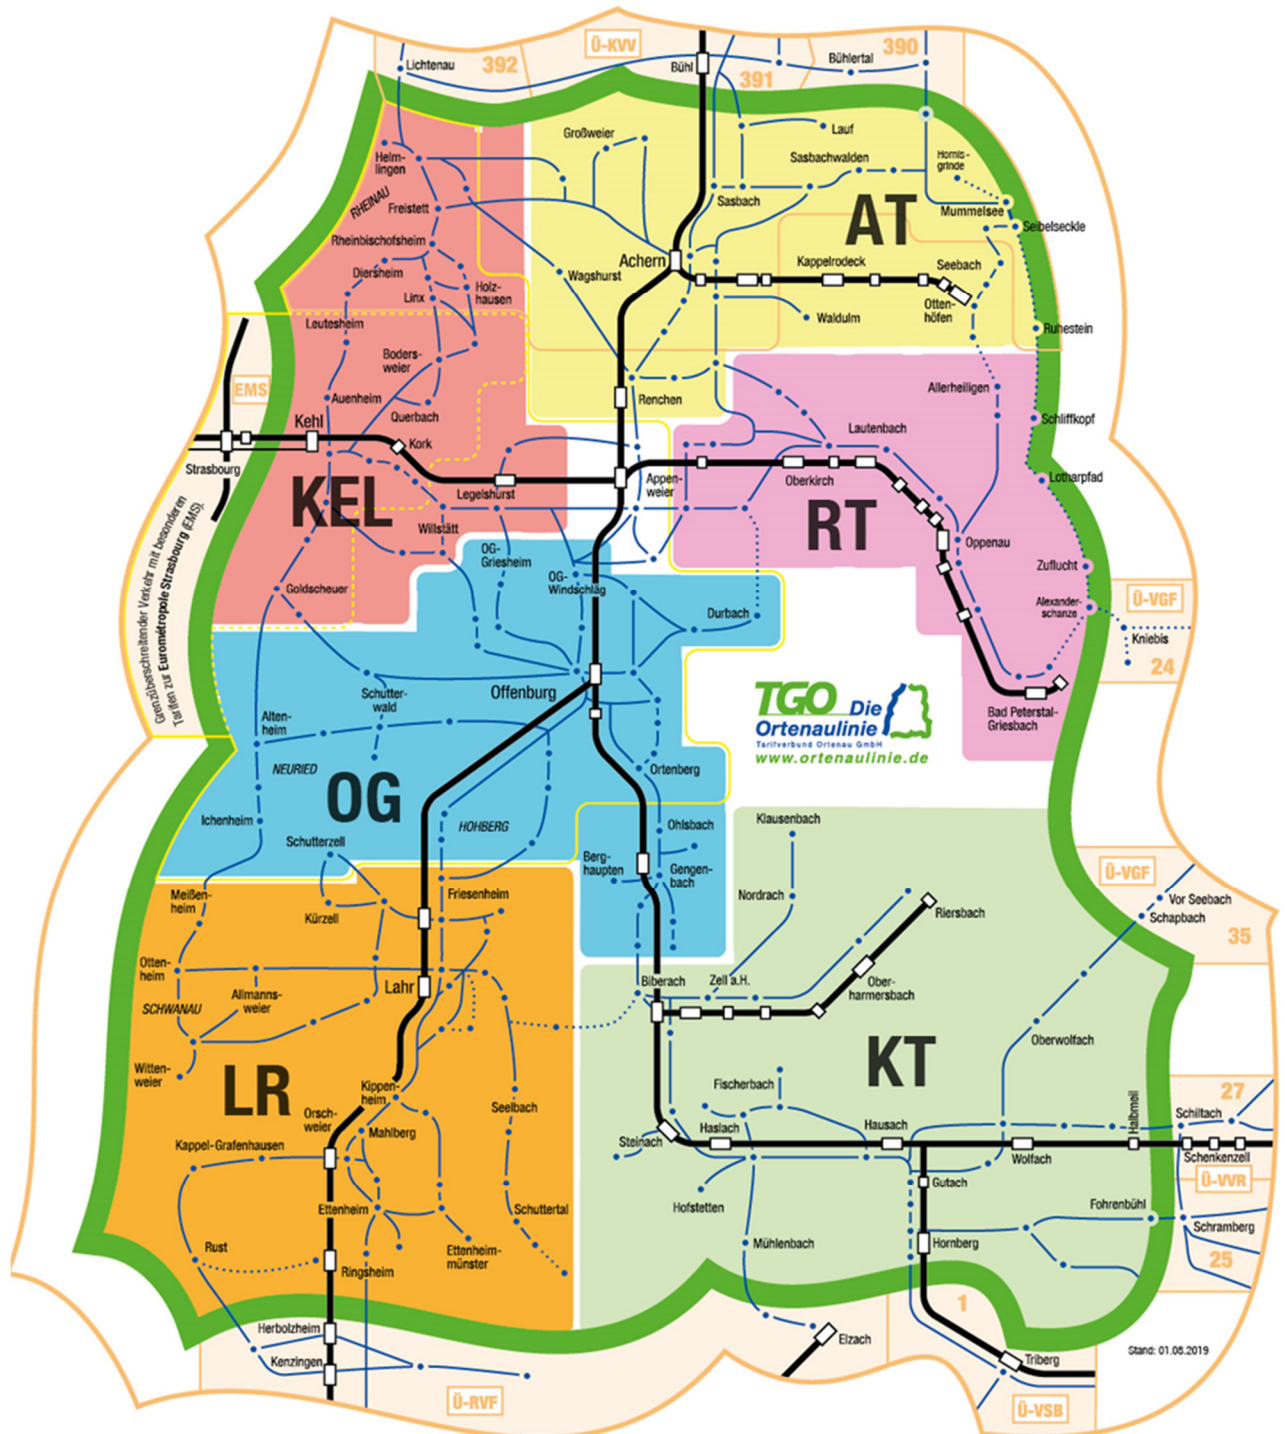 Ü-KVV
390
392
391
Lichtenau
Bühl
Bühlertal
Großweier
Lauf
Helm-
lingen
Sasbachwalden
Hornis-
grinde
RHEINAU
Freistett
Sasbach
AT
Mummelsee
Seibelseckle
Rheinbischofsheim
Achern
Kappelrodeck
Seebach
Diersheim
Wagshurst
Holz-
hausen
Linx
Otten-
höfen
Leutesheim
Waldulm
Ruhestein
Boders-
weier
EMS
Auenheim
Allerheiligen
Renchen
Querbach
Kehl
Schliffkopf
Kork
Lautenbach
Strasbourg
Legelshurst
Appen-
weier
Oberkirch
Lotharpfad
KEL
RT
Willstätt
Grenzüberschreitender Verkehr mit besonderen
Tarifen zur Eurométropole Strasbourg (EMS).
OG-
Griesheim
Oppenau
OG-
Windschläg
Zuflucht
Goldscheuer
Durbach
Alexander-
schanze
Ü-VGF
Kniebis
24
Offenburg
Schutter-
wald
TGO Die
Ortenaulinie
Tarifverbund Ortenau GmbH
www.ortenaulinie.de
Bad Peterstal-
Griesbach
Alten-
heim
NEURIED
Ortenberg
OG
Ichenheim
HOHBERG
Ohlsbach
Klausenbach
Schutterzell
Berg-
haupten
Gengen-
bach
Ü-VGF
Meißen-
heim
Friesenheim
Nordrach
Vor Seebach
Schapbach
Kürzell
Riersbach
35
Otten-
heim
Allmanns-
weier
Lahr
Biberach
Zell a.H.
Ober-
harmersbach
SCHWANAU
Oberwolfach
Witten-
weier
LR
KT
Kippen-
heim
Fischerbach
27
Orsch-
weier
Seelbach
Halbmeil
Schiltach
Mahlberg
Haslach
Hausach
Kappel-Grafenhausen
Steinach
Wolfach
Schenkenzell
Ü-VVR
Gutach
Ettenheim
Schuttertal
Hofstetten
Fohrenbühl
Schramberg
Rust
Ettenheim-
münster
Mühlenbach
Hornberg
Ringsheim
25
1
Herbolzheim
Elzach
Kenzingen
Triberg
Stand: 01.08.2019
Ü-RVF
Ü-VSB